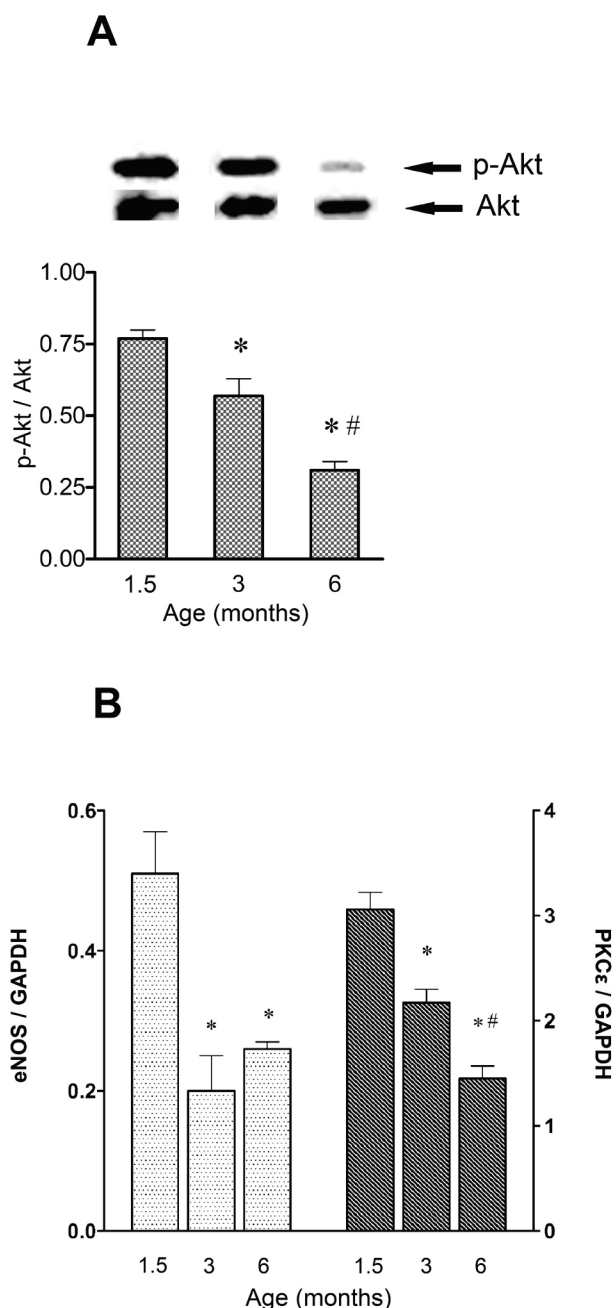 A
p-Akt
Akt
1.00
0.75
0.50
0.25
0.00
p-Akt / Akt
*
* #
1.5 3 6
Age (months)
B
0.6
0.4
0.2
0.0
eNOS / GAPDH
* *
*
* #
4
3
2
1
0
PKCε / GAPDH
1.5 3 6 1.5 3 6
Age (months)